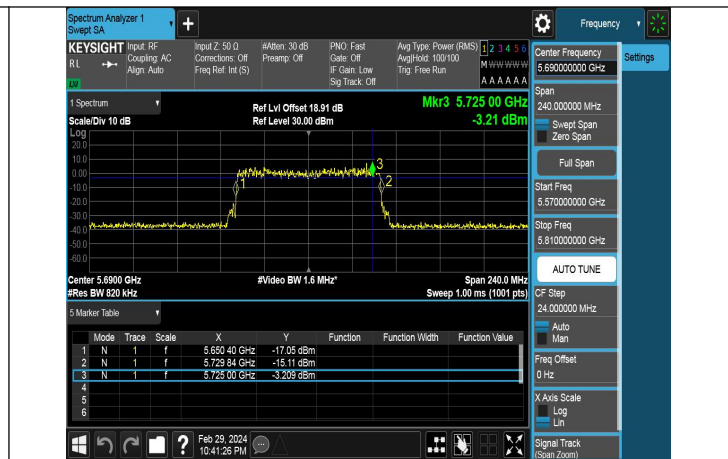 Spectrum Analyzer 1
Swept SA
Frequency
KEYSIGHT
R L
Input: RF
Coupling: AC
Align: Auto
Input Z: 50 Ω
Corrections: Off
Freq Ref: Int (S)
#Atten: 30 dB
Preamp: Off
PNO: Fast
Gate: Off
IF Gain: Low
Sig Track: Off
Avg Type: Power (RMS)
Avg|Hold: 100/100
Trig: Free Run
1 2 3 4 5 6
M W W W W W
A A A A A A
1 Spectrum
Scale/Div 10 dB
Ref Lvl Offset 18.91 dB
Ref Level 30.00 dBm
Mkr3 5.725 00 GHz
-3.21 dBm
Log
20.0
10.0
0.00
-10.0
-20.0
-30.0
-40.0
-50.0
-60.0
1
2
3
Center 5.6900 GHz
#Res BW 820 kHz
#Video BW 1.6 MHz*
Span 240.0 MHz
Sweep 1.00 ms (1001 pts)
5 Marker Table
Mode Trace Scale X Y Function Function Width Function Value
1 N 1 f 5.650 40 GHz -17.05 dBm
2 N 1 f 5.729 84 GHz -15.11 dBm
3 N 1 f 5.725 00 GHz -3.209 dBm
4
5
6
Feb 29, 2024
10:41:26 PM
Center Frequency
5.690000000 GHz
Settings
Span
240.000000 MHz
Swept Span
Zero Span
Full Span
Start Freq
5.570000000 GHz
Stop Freq
5.810000000 GHz
AUTO TUNE
CF Step
24.000000 MHz
Auto
Man
Freq Offset
0 Hz
X Axis Scale
Log
Lin
Signal Track
(Span Zoom)